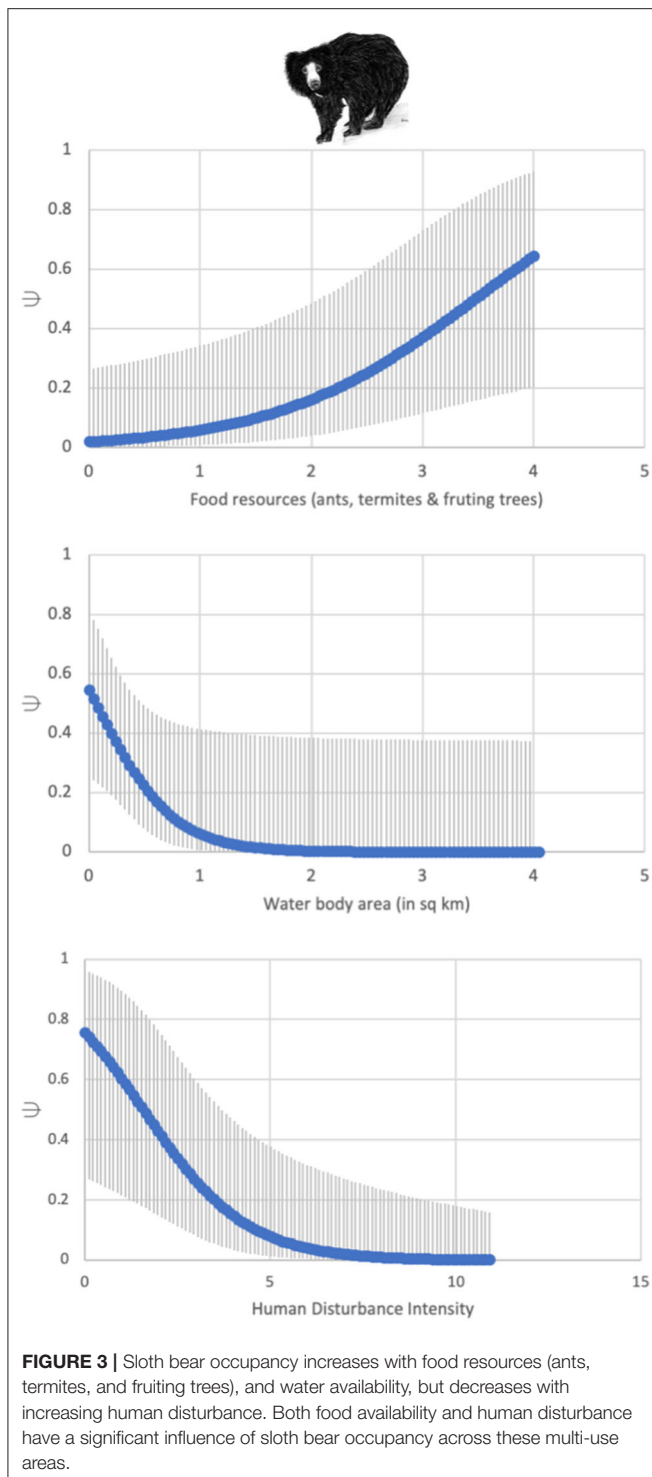 1
0.8
0.6
ψ
0.4
0.2
0
0 1 2 3 4 5
Food resources (ants, termites & fruting trees)
1
0.8
0.6
ψ
0.4
0.2
0
0 1 2 3 4 5
Water body area (in sq km)
1
0.8
0.6
ψ
0.4
0.2
0
0 5 10 15
Human Disturbance Intensity
FIGURE 3 | Sloth bear occupancy increases with food resources (ants,
termites, and fruiting trees), and water availability, but decreases with
increasing human disturbance. Both food availability and human disturbance
have a significant influence of sloth bear occupancy across these multi-use
areas.